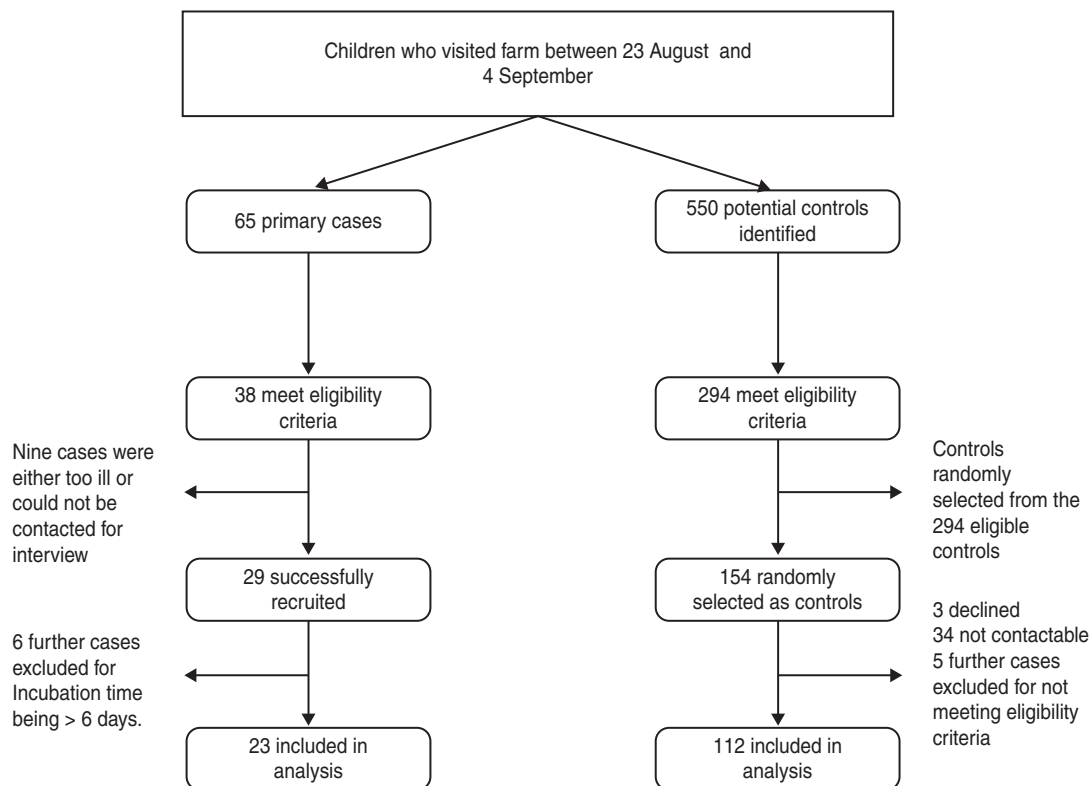 Children who visited farm between 23 August and
4 September
65 primary cases
550 potential controls
identified
38 meet eligibility
criteria
294 meet eligibility
criteria
Nine cases were
either too ill or
could not be
contacted for
interview
Controls
randomly
selected from the
294 eligible
controls
29 successfully
recruited
154 randomly
selected as controls
6 further cases
excluded for
Incubation time
being > 6 days.
3 declined
34 not contactable
5 further cases
excluded for not
meeting eligibility
criteria
23 included in
analysis
112 included in
analysis